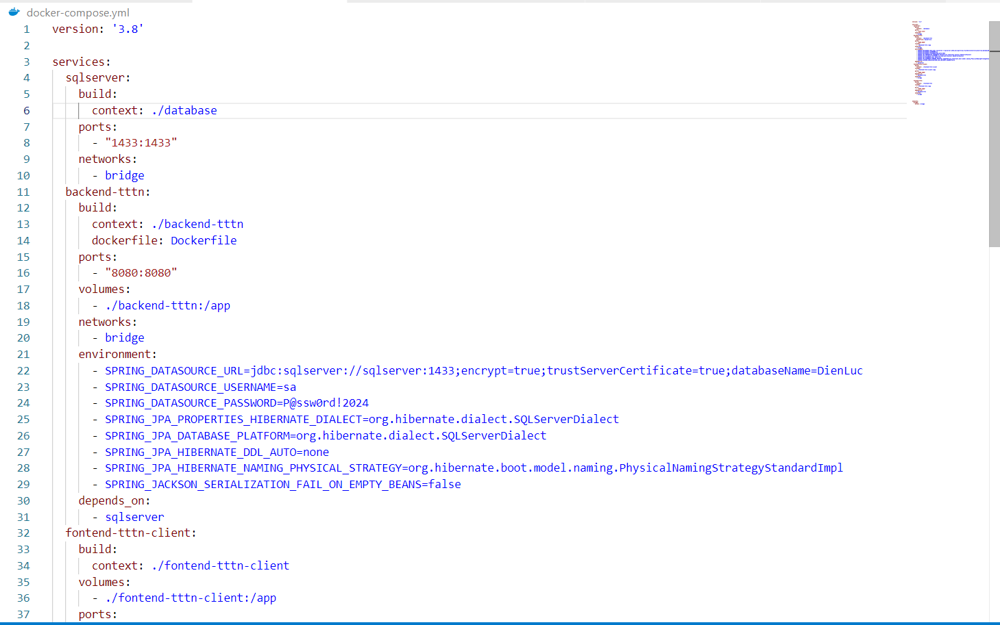 docker-compose.yml
1 version: '3.8'
2
3 services:
4 sqlserver:
5 build:
6 context: ./database
7 ports:
8 - "1433:1433"
9 networks:
10 - bridge
11 backend-tttn:
12 build:
13 context: ./backend-tttn
14 dockerfile: Dockerfile
15 ports:
16 - "8080:8080"
17 volumes:
18 - ./backend-tttn:/app
19 networks:
20 - bridge
21 environment:
22 - SPRING_DATASOURCE_URL=jdbc:sqlserver://sqlserver:1433;encrypt=true;trustServerCertificate=true;databaseName=DienLuc
23 - SPRING_DATASOURCE_USERNAME=sa
24 - SPRING_DATASOURCE_PASSWORD=P@ssw0rd!2024
25 - SPRING_JPA_PROPERTIES_HIBERNATE_DIALECT=org.hibernate.dialect.SQLServerDialect
26 - SPRING_JPA_DATABASE_PLATFORM=org.hibernate.dialect.SQLServerDialect
27 - SPRING_JPA_HIBERNATE_DDL_AUTO=none
28 - SPRING_JPA_HIBERNATE_NAMING_PHYSICAL_STRATEGY=org.hibernate.boot.model.naming.PhysicalNamingStrategyStandardImpl
29 - SPRING_JACKSON_SERIALIZATION_FAIL_ON_EMPTY_BEANS=false
30 depends_on:
31 - sqlserver
32 fontend-tttn-client:
33 build:
34 context: ./fontend-tttn-client
35 volumes:
36 - ./fontend-tttn-client:/app
37 ports: